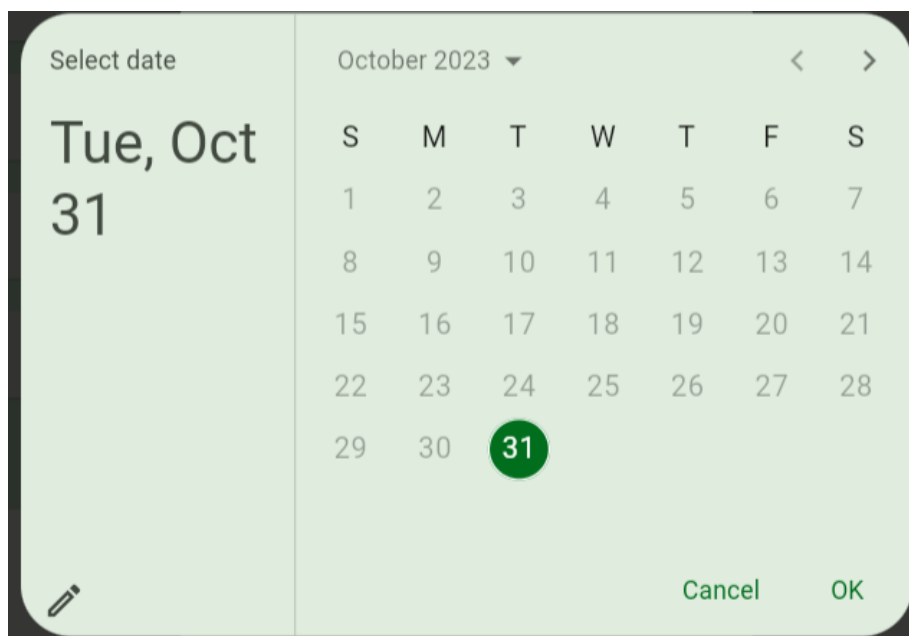 Select date
Tue, Oct
31
October 2023
S M T W T F S
1 2 3 4 5 6 7
8 9 10 11 12 13 14
15 16 17 18 19 20 21
22 23 24 25 26 27 28
29 30 31
Cancel OK